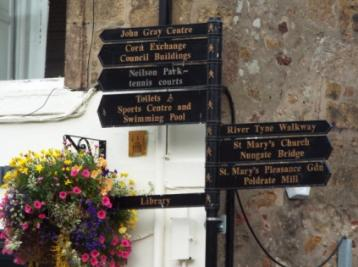 John Gray Centre
Corn Exchange
Council Buildings
Neilson Park-
tennis courts
Toilets
Sports Centre and
Swimming Pool
Library
River Tyne Walkway
St Mary's Church
Nungate Bridge
St Mary's Pleasance Gdn
Poldrate Mill